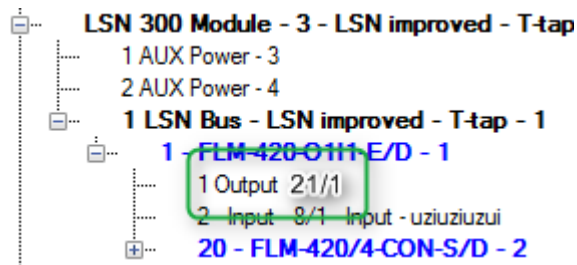 LSN 300 Module - 3 - LSN improved - T-tap
1 AUX Power - 3
2 AUX Power - 4
1 LSN Bus - LSN improved - T-tap - 1
1 - FLM-420-O1I1-E/D - 1
1 Output 21/1
2 Input - 8/1 Input - uziuziuzui
20 - FLM-420/4-CON-S/D - 2